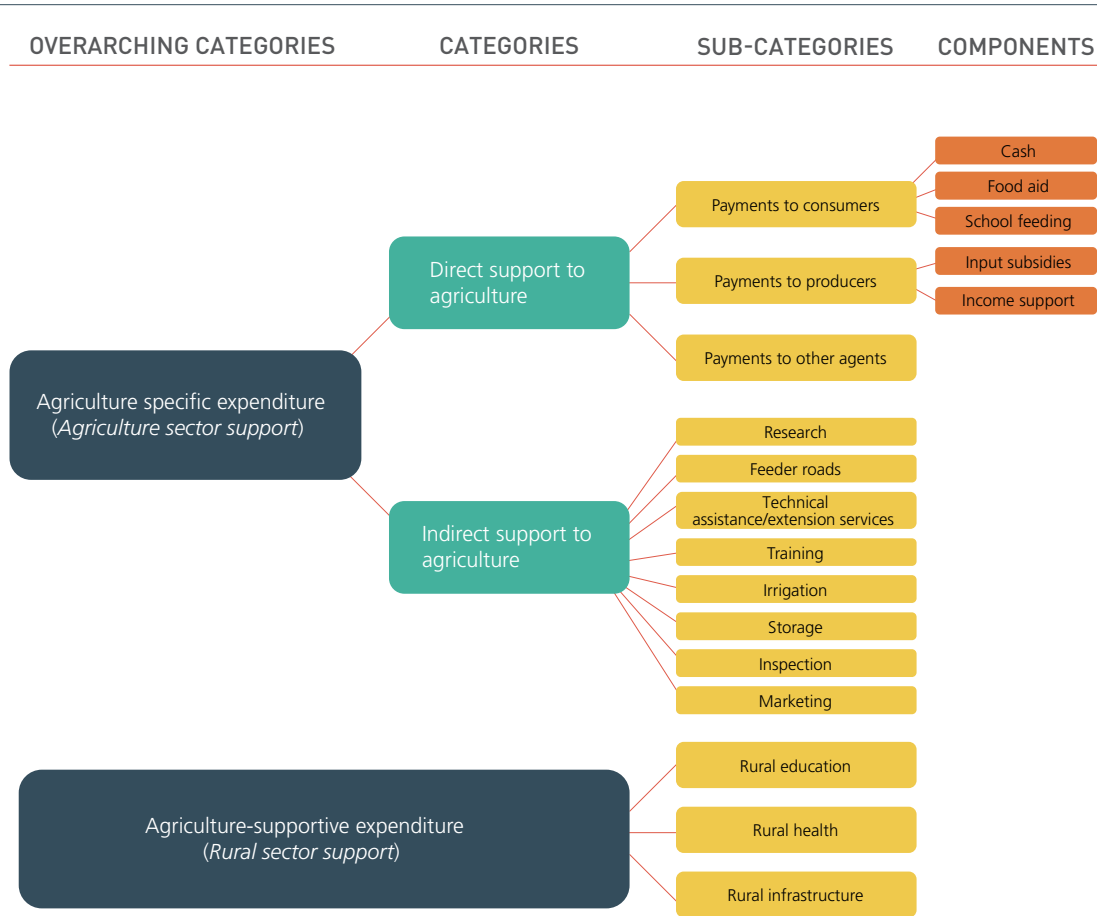 OVERARCHING CATEGORIES
CATEGORIES
SUB-CATEGORIES
COMPONENTS
Agriculture specific expenditure
(Agriculture sector support)
Direct support to
agriculture
Payments to consumers
Cash
Food aid
School feeding
Payments to producers
Input subsidies
Income support
Payments to other agents
Indirect support to
agriculture
Research
Feeder roads
Technical
assistance/extension services
Training
Irrigation
Storage
Inspection
Marketing
Agriculture-supportive expenditure
(Rural sector support)
Rural education
Rural health
Rural infrastructure